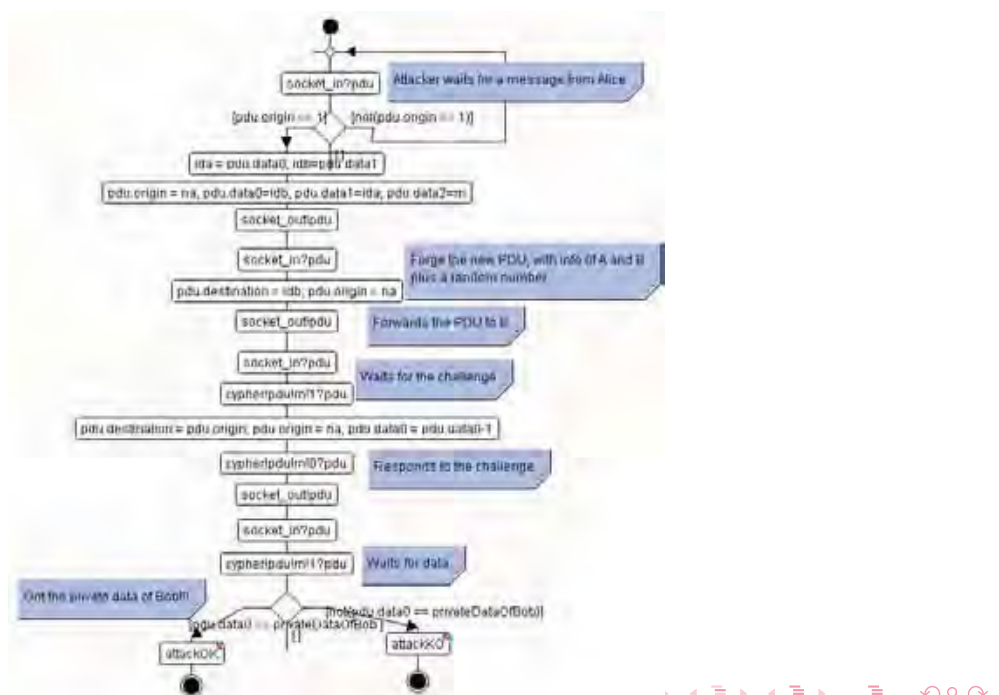 socket_in?pdu
Attacker waits for a message from Alice
[pdu.origin == 1]
[not(pdu.origin == 1)]
[]
ida = pdu.data0, idb=pdu.data1
pdu.origin = na, pdu.data0=idb, pdu.data1=ida, pdu.data2=m
socket_out!pdu
socket_in?pdu
Forge the new PDU, with info of A and B
plus a random number
pdu.destination = idb, pdu.origin = na
socket_out!pdu
Forwards the PDU to B
socket_in?pdu
Waits for the challenge
cypher!pdu!m!1?pdu
pdu.destination = pdu.origin, pdu.origin = na, pdu.data0 = pdu.data0-1
cypher!pdu!m!0?pdu
Responds to the challenge
socket_out!pdu
socket_in?pdu
cypher!pdu!m!1?pdu
Waits for data
Got the private data of Bob!!!
[not(pdu.data0 == privateDataOfBob)]
[pdu.data0 == privateDataOfBob]
[]
attackOK
attackKO